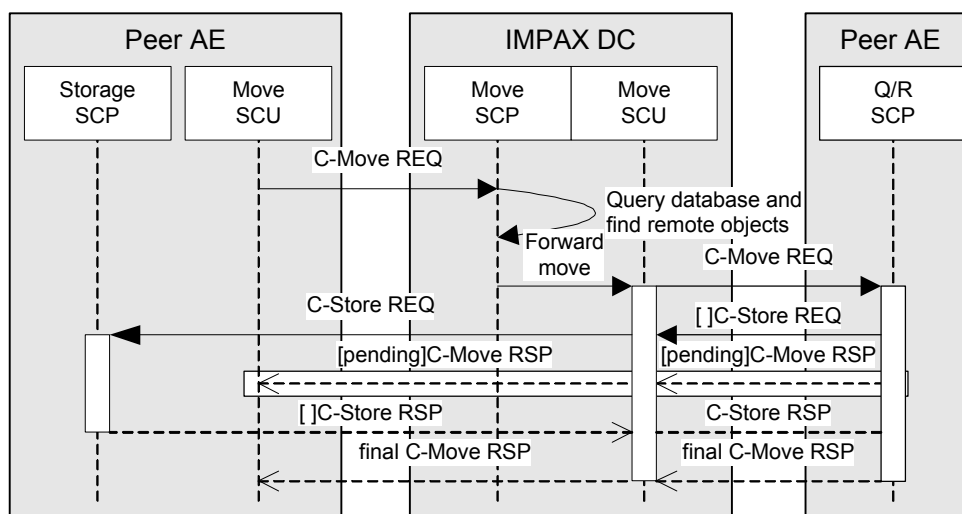 Peer AE
IMPAX DC
Peer AE
Storage
SCP
Move
SCU
Move
SCP
Move
SCU
Q/R
SCP
C-Move REQ
Query database and
find remote objects
Forward
move
C-Move REQ
C-Store REQ
[ ]C-Store REQ
[pending]C-Move RSP
[pending]C-Move RSP
[ ]C-Store RSP
C-Store RSP
final C-Move RSP
final C-Move RSP